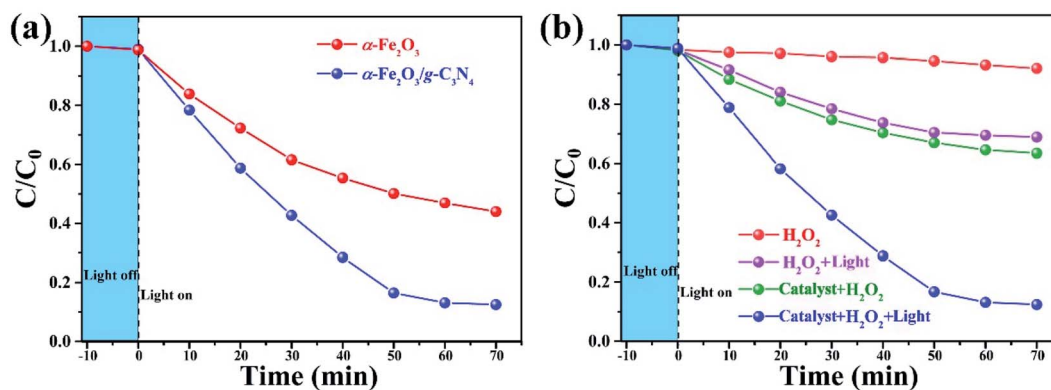 (a)
α-Fe₂O₃
α-Fe₂O₃/g-C₃N₄
C/C₀
1.0
0.8
0.6
0.4
0.2
0.0
Light off
Light on
-10 0 10 20 30 40 50 60 70
Time (min)
(b)
C/C₀
1.0
0.8
0.6
0.4
0.2
0.0
H₂O₂
H₂O₂+Light
Catalyst+H₂O₂
Catalyst+H₂O₂+Light
Light off
Light on
-10 0 10 20 30 40 50 60 70
Time (min)